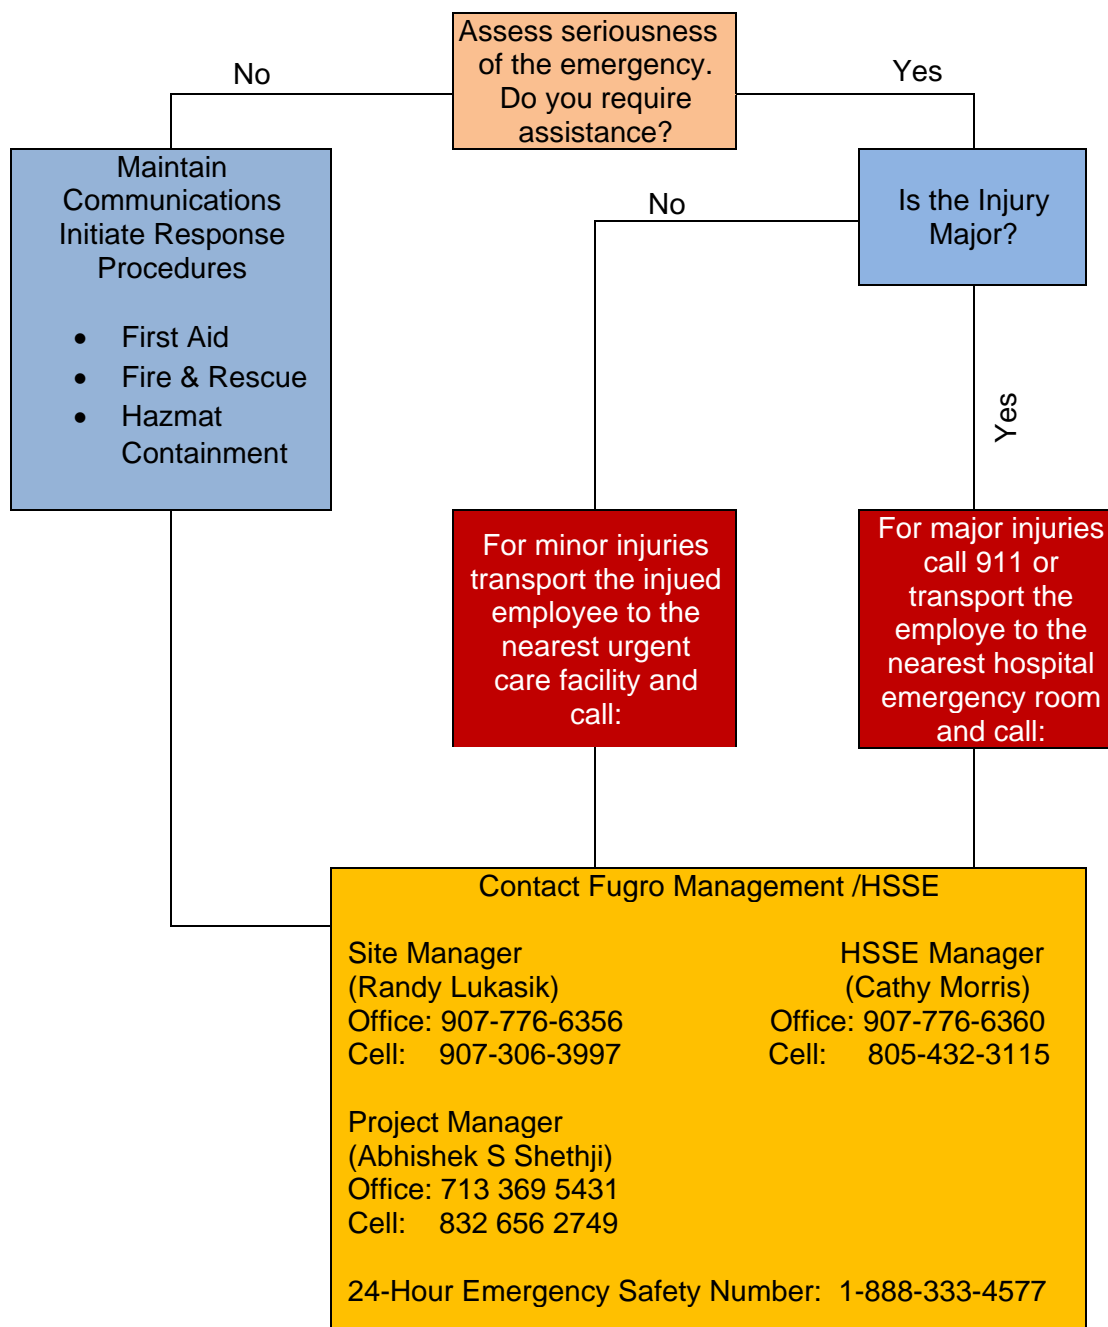 Assess seriousness
of the emergency.
Do you require
assistance?
No
Yes
Maintain
Communications
Initiate Response
Procedures
• First Aid
• Fire & Rescue
• Hazmat
Containment
No
Is the Injury
Major?
Yes
For minor injuries
transport the injued
employee to the
nearest urgent
care facility and
call:
For major injuries
call 911 or
transport the
employe to the
nearest hospital
emergency room
and call:
Contact Fugro Management /HSSE
Site Manager
(Randy Lukasik)
Office: 907-776-6356
Cell: 907-306-3997
HSSE Manager
(Cathy Morris)
Office: 907-776-6360
Cell: 805-432-3115
Project Manager
(Abhishek S Shethji)
Office: 713 369 5431
Cell: 832 656 2749
24-Hour Emergency Safety Number: 1-888-333-4577